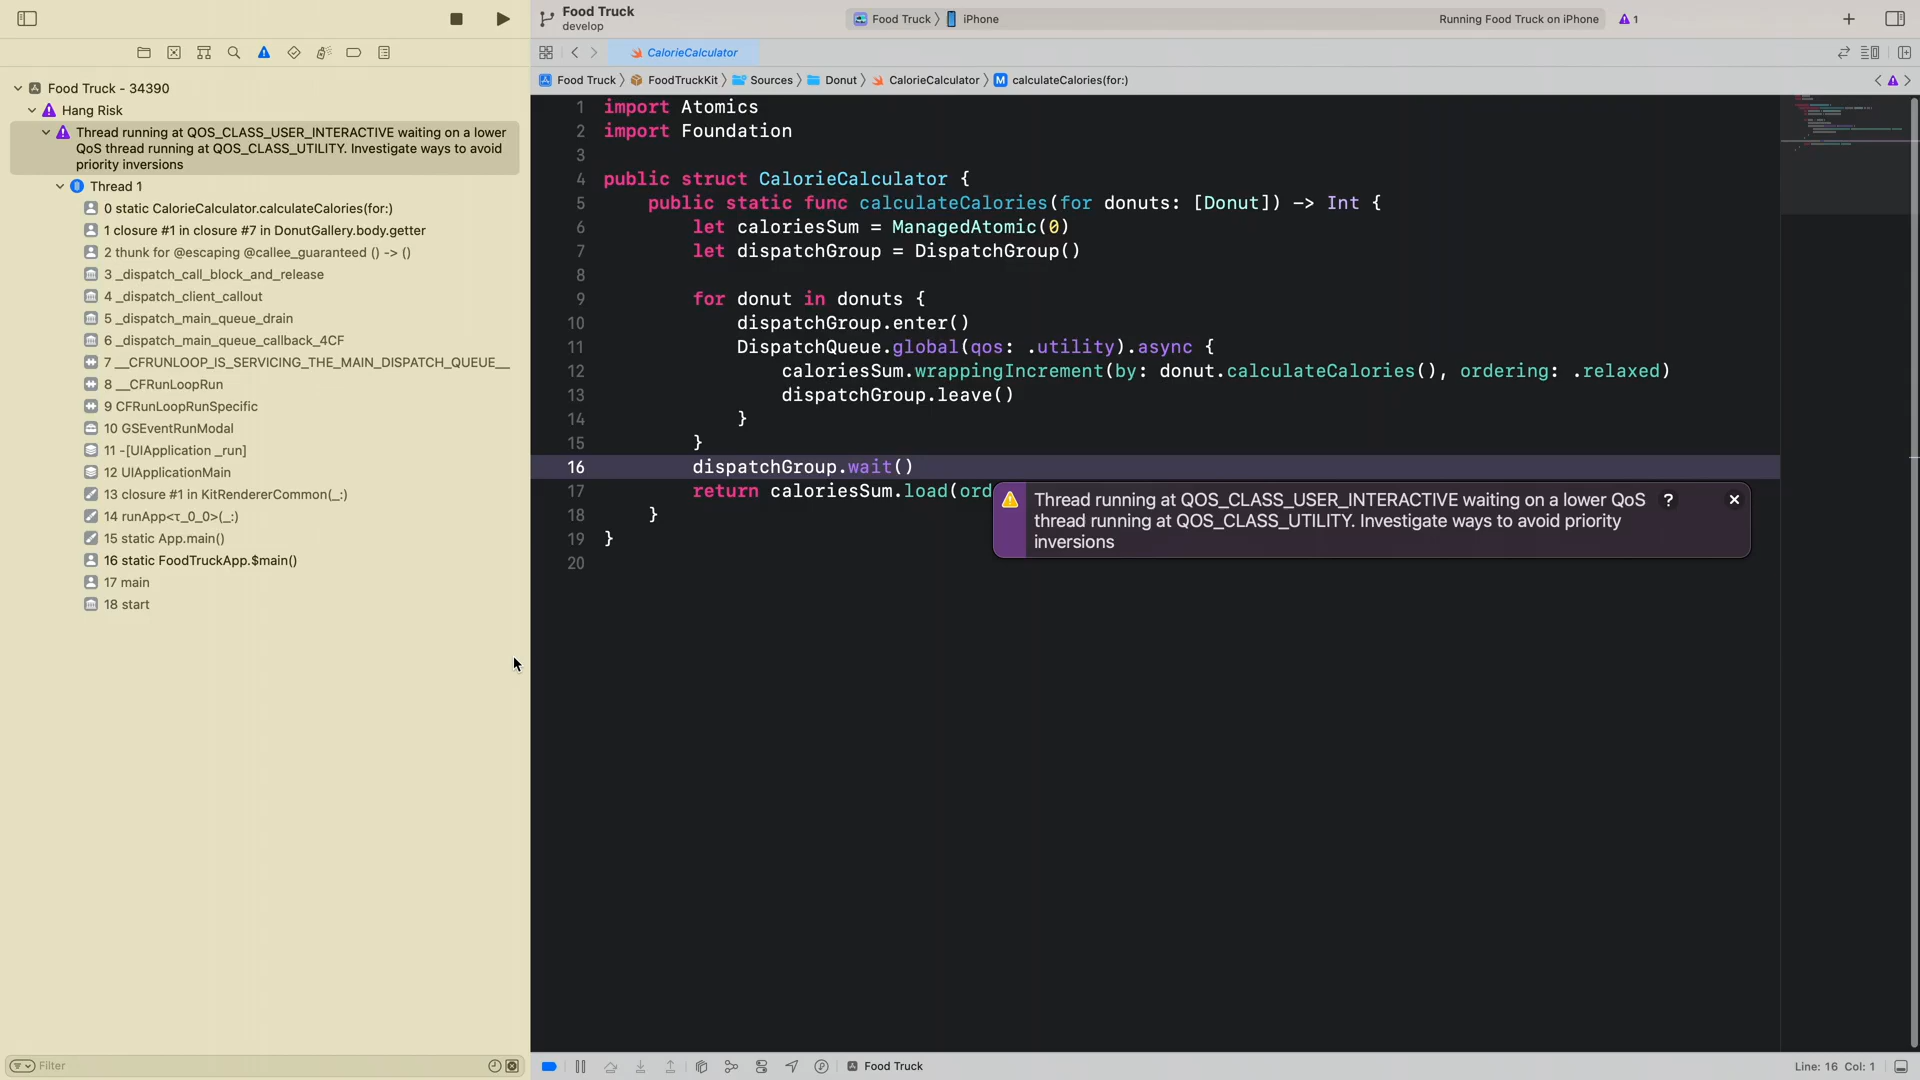 Food Truck
develop
Food Truck
iPhone
Running Food Truck on iPhone
1
CalorieCalculator
Food Truck
FoodTruckKit
Sources
Donut
CalorieCalculator
M
calculateCalories(for:)
Food Truck - 34390
Hang Risk
Thread running at QOS_CLASS_USER_INTERACTIVE waiting on a lower
QoS thread running at QOS_CLASS_UTILITY. Investigate ways to avoid
priority inversions
Thread 1
0 static CalorieCalculator.calculateCalories(for:)
1 closure #1 in closure #7 in DonutGallery.body.getter
2 thunk for @escaping @callee_guaranteed () -> ()
3 _dispatch_call_block_and_release
4 _dispatch_client_callout
5 _dispatch_main_queue_drain
6 _dispatch_main_queue_callback_4CF
7 __CFRUNLOOP_IS_SERVICING_THE_MAIN_DISPATCH_QUEUE__
8 __CFRunLoopRun
9 CFRunLoopRunSpecific
10 GSEventRunModal
11 -[UIApplication _run]
12 UIApplicationMain
13 closure #1 in KitRendererCommon(_:)
14 runApp<τ_0_0>(_:)
15 static App.main()
16 static FoodTruckApp.$main()
17 main
18 start
Filter
1 import Atomics
2 import Foundation
3
4 public struct CalorieCalculator {
5 public static func calculateCalories(for donuts: [Donut]) -> Int {
6 let caloriesSum = ManagedAtomic(0)
7 let dispatchGroup = DispatchGroup()
8
9 for donut in donuts {
10 dispatchGroup.enter()
11 DispatchQueue.global(qos: .utility).async {
12 caloriesSum.wrappingIncrement(by: donut.calculateCalories(), ordering: .relaxed)
13 dispatchGroup.leave()
14 }
15 }
16 dispatchGroup.wait()
17 return caloriesSum.load(ord
18 }
19 }
20
Thread running at QOS_CLASS_USER_INTERACTIVE waiting on a lower QoS
thread running at QOS_CLASS_UTILITY. Investigate ways to avoid priority
inversions
?
Food Truck
Line: 16 Col: 1